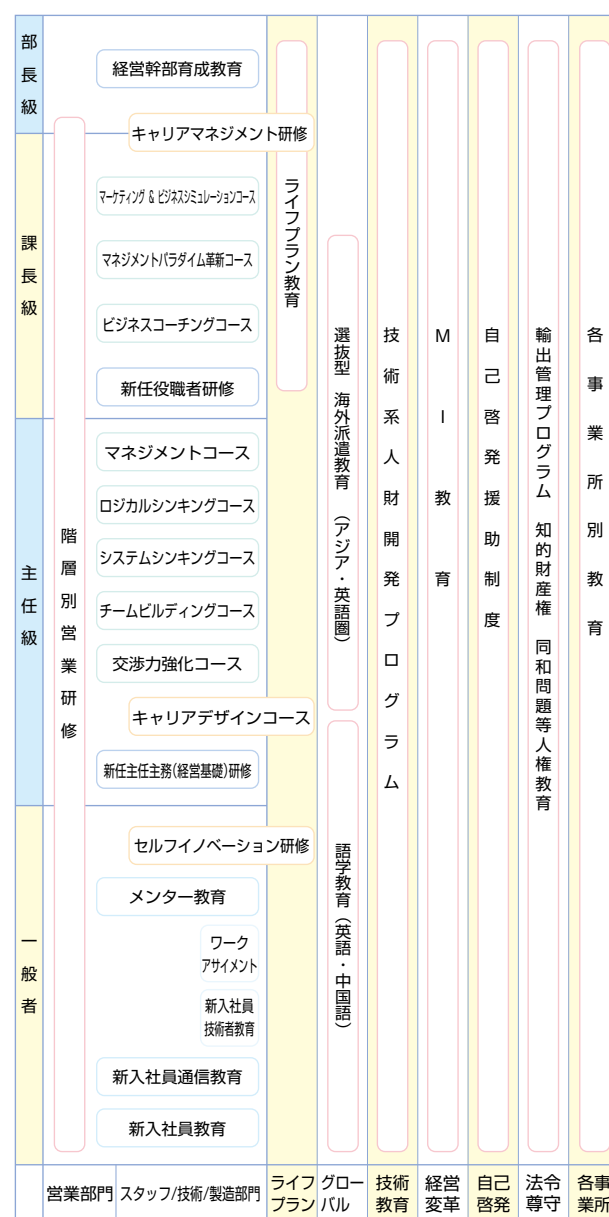 部長級
課長級
主任級
一般者
階層別営業研修
経営幹部育成教育
キャリアマネジメント研修
マーケティング & ビジネスシミュレーションコース
マネジメントパラダイム革新コース
ビジネスコーチングコース
新任役職者研修
マネジメントコース
ロジカルシンキングコース
システムシンキングコース
チームビルディングコース
交渉力強化コース
キャリアデザインコース
新任主任主務(経営基礎)研修
セルフイノベーション研修
メンター教育
ワーク
アサイメント
新入社員
技術者教育
新入社員通信教育
新入社員教育
ライフプラン教育
選抜型 海外派遣教育 (アジア・英語圏)
語学教育(英語・中国語)
技術系人財開発プログラム
MI教育
自己啓発援助制度
輸出管理プログラム 知的財産権 同和問題等人権教育
各事業所別教育
営業部門
スタッフ/技術/製造部門
ライフ
プラン
グロー
バル
技術
教育
経営
変革
自己
啓発
法令
尊守
各事
業所